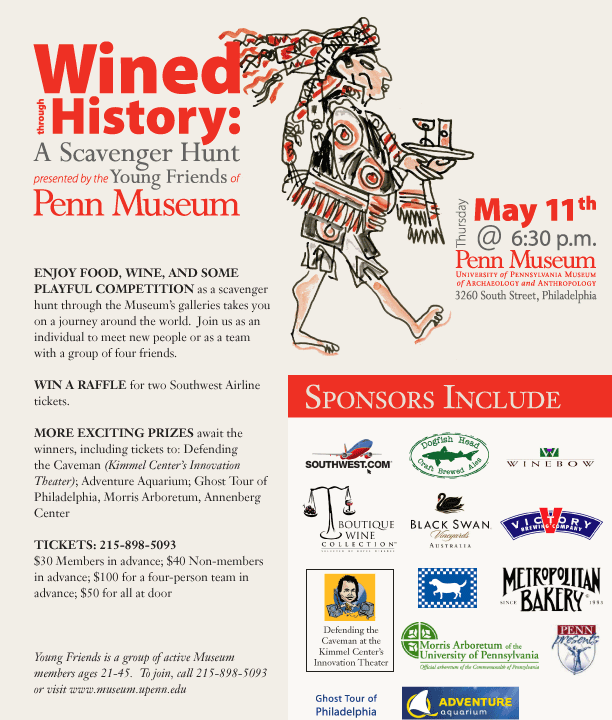 Wined
through History:
A Scavenger Hunt
presented by the Young Friends of
Penn Museum
Thursday
May 11th
@ 6:30 p.m.
Penn Museum
University of Pennsylvania Museum
of Archaeology and Anthropology
3260 South Street, Philadelphia
ENJOY FOOD, WINE, AND SOME
PLAYFUL COMPETITION as a scavenger
hunt through the Museum's galleries takes you
on a journey around the world. Join us as an
individual to meet new people or as a team
with a group of four friends.
WIN A RAFFLE for two Southwest Airline
tickets.
MORE EXCITING PRIZES await the
winners, including tickets to: Defending
the Caveman (Kimmel Center's Innovation
Theater); Adventure Aquarium; Ghost Tour of
Philadelphia, Morris Arboretum, Annenberg
Center
TICKETS: 215-898-5093
$30 Members in advance; $40 Non-members
in advance; $100 for a four-person team in
advance; $50 for all at door
Young Friends is a group of active Museum
members ages 21-45. To join, call 215-898-5093
or visit www.museum.upenn.edu
Sponsors Include
SOUTHWEST.COM
Dogfish Head
Craft Brewed Ales
WINEBOW
BOUTIQUE
WINE
COLLECTION
BLACK SWAN
Vineyards
AUSTRALIA
VICTORY
BREWING COMPANY
Defending the
Caveman at the
Kimmel Center's
Innovation Theater
METROPOLITAN
BAKERY
SINCE 1993
Morris Arboretum of the
University of Pennsylvania
Official arboretum of the Commonwealth of Pennsylvania
PENN
presents
Ghost Tour of
Philadelphia
ADVENTURE
aquarium